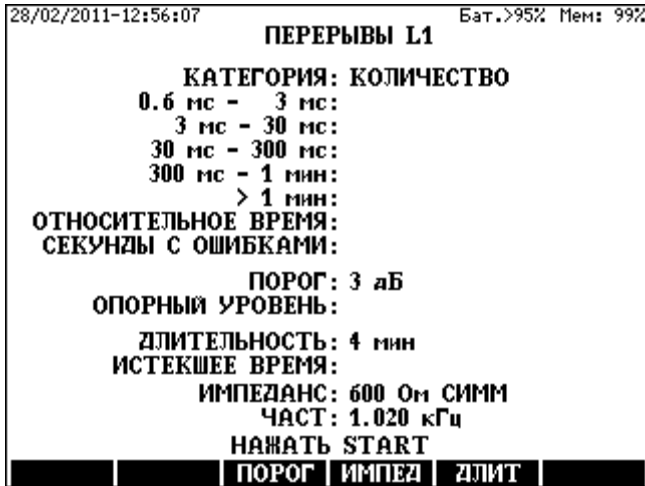 28/02/2011-12:56:07 Бат.>95% Мем: 99%
ПЕРЕРЫВЫ L1
КАТЕГОРИЯ: КОЛИЧЕСТВО
0.6 мс - 3 мс:
3 мс - 30 мс:
30 мс - 300 мс:
300 мс - 1 мин:
> 1 мин:
ОТНОСИТЕЛЬНОЕ ВРЕМЯ:
СЕКУНДЫ С ОШИБКАМИ:
ПОРОГ: 3 дБ
ОПОРНЫЙ УРОВЕНЬ:
ДЛИТЕЛЬНОСТЬ: 4 мин
ИСТЕКШЕЕ ВРЕМЯ:
ИМПЕДАНС: 600 Ом СИММ
ЧАСТ: 1.020 кГц
НАЖАТЬ START
ПОРОГ ИМПЕД ДЛИТ